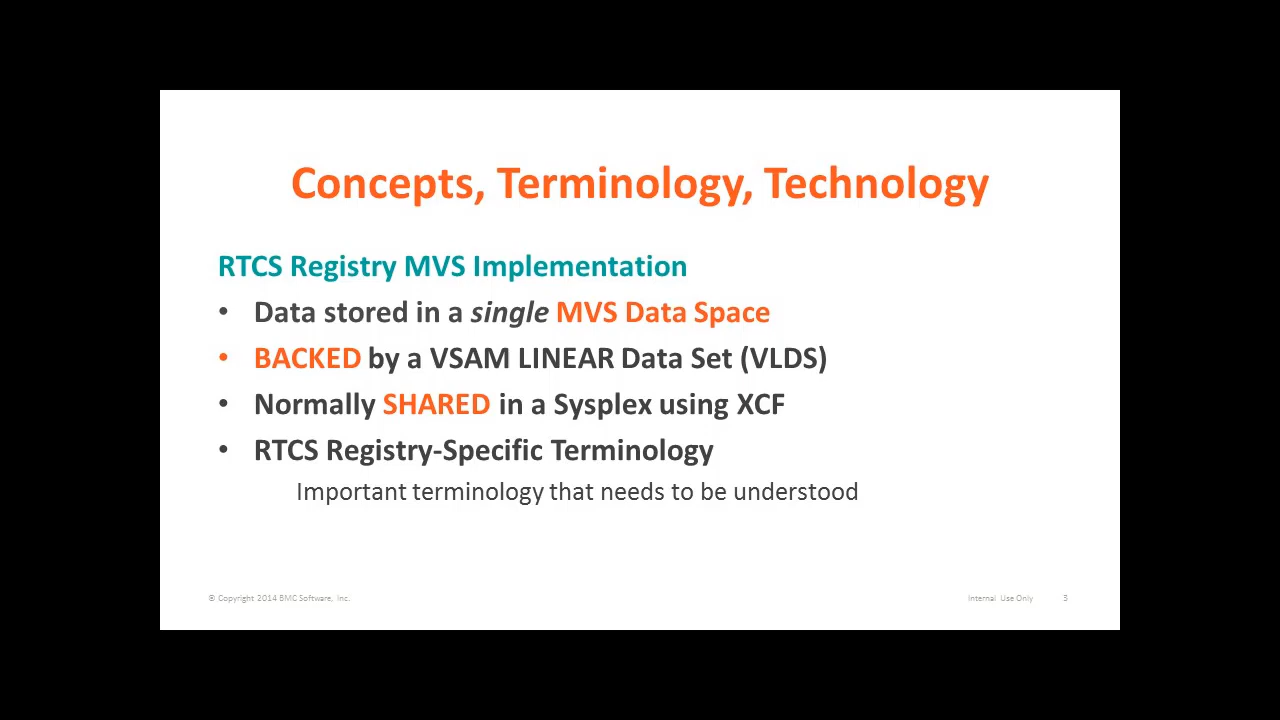 Concepts, Terminology, Technology
RTCS Registry MVS Implementation
• Data stored in a single MVS Data Space
• BACKED by a VSAM LINEAR Data Set (VLDS)
• Normally SHARED in a Sysplex using XCF
• RTCS Registry-Specific Terminology
Important terminology that needs to be understood
© Copyright 2014 BMC Software, Inc. Internal Use Only 5